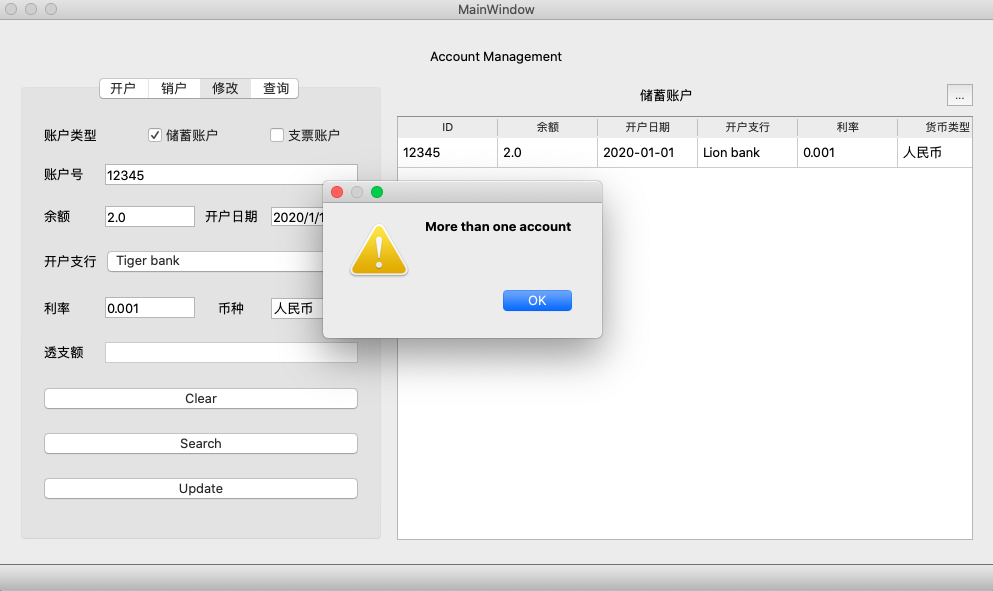 MainWindow
Account Management
开户 销户 修改 查询
账户类型 储蓄账户 支票账户
账户号 12345
余额 2.0 开户日期 2020/1/1
开户支行 Tiger bank
利率 0.001 币种 人民币
透支额
Clear
Search
Update
储蓄账户 ...
ID 余额 开户日期 开户支行 利率 货币类型
12345 2.0 2020-01-01 Lion bank 0.001 人民币
More than one account
OK